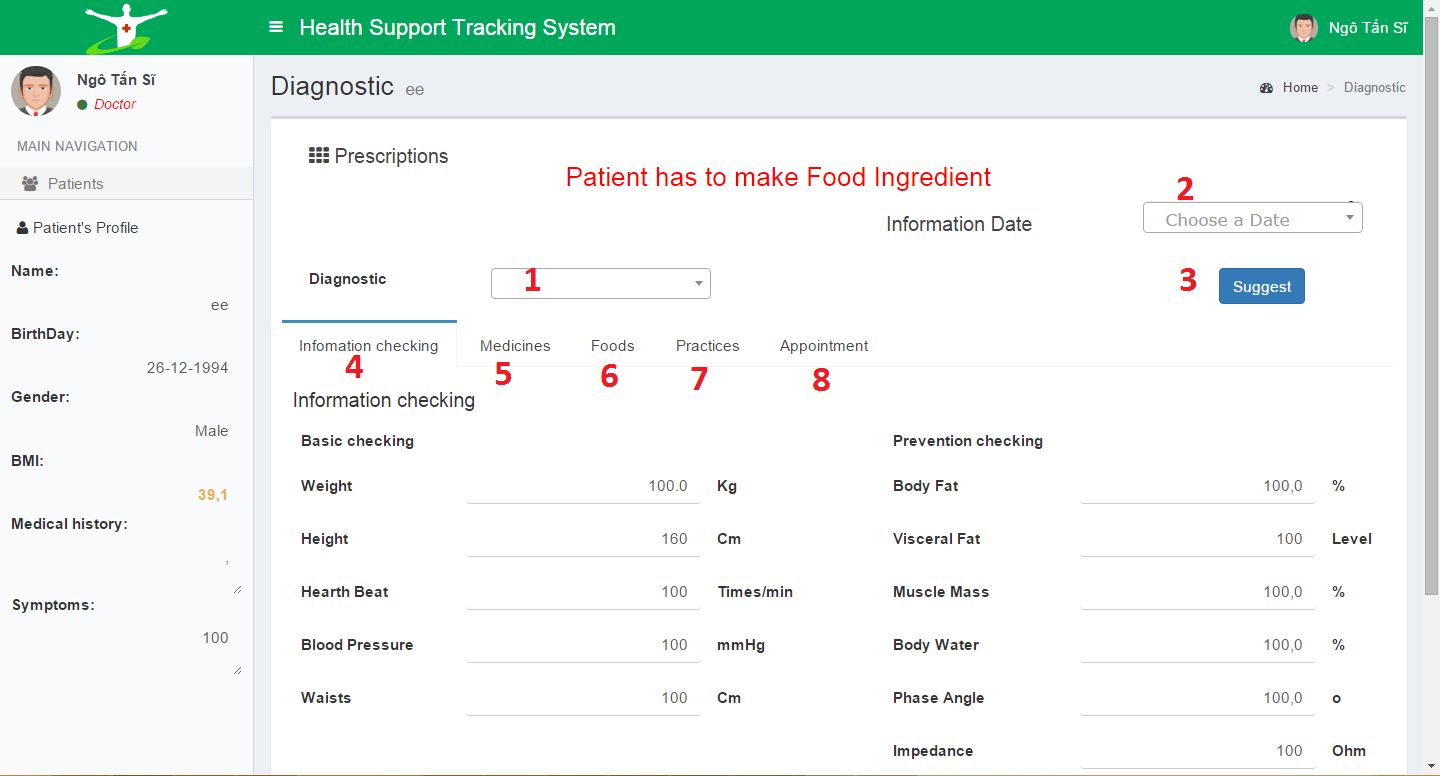 Health Support Tracking System
Ngô Tấn Sĩ
Ngô Tấn Sĩ
Doctor
MAIN NAVIGATION
Patients
Patient's Profile
Name:
ee
BirthDay:
26-12-1994
Gender:
Male
BMI:
39,1
Medical history:
,
Symptoms:
100
Diagnostic ee
Home > Diagnostic
Prescriptions
Patient has to make Food Ingredient
2
Information Date Choose a Date
Diagnostic 1 3 Suggest
Infomation checking Medicines Foods Practices Appointment
4 5 6 7 8
Information checking
Basic checking Prevention checking
Weight 100.0 Kg Body Fat 100,0 %
Height 160 Cm Visceral Fat 100 Level
Hearth Beat 100 Times/min Muscle Mass 100,0 %
Blood Pressure 100 mmHg Body Water 100,0 %
Waists 100 Cm Phase Angle 100,0 o
Impedance 100 Ohm